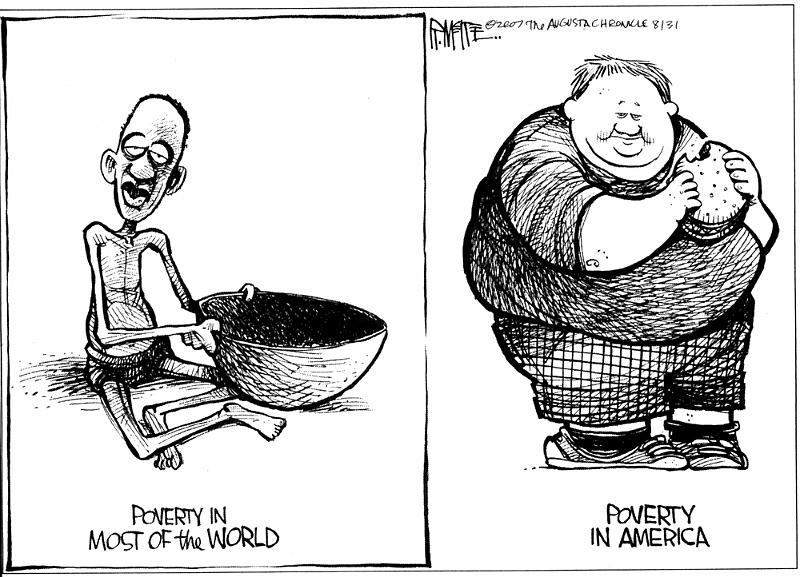 ©2007 The AUGUSTA CHRONICLE 8/31
POVERTY IN
MOST OF the WORLD
POVERTY
IN AMERICA